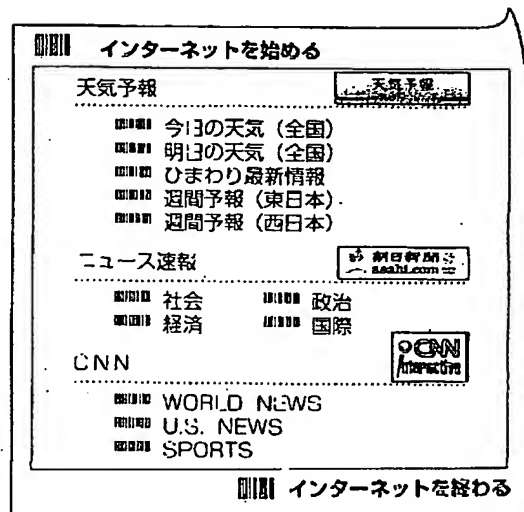 インターネットを始める
天気予報 天気予報
今日の天気（全国）
明日の天気（全国）
ひまわり最新情報
週間予報（東日本）
週間予報（西日本）
ニュース速報 朝日新聞
asahi.com
社会 政治
経済 国際
CNN CNN
Interactive
WORLD NEWS
U.S. NEWS
SPORTS
インターネットを終わる